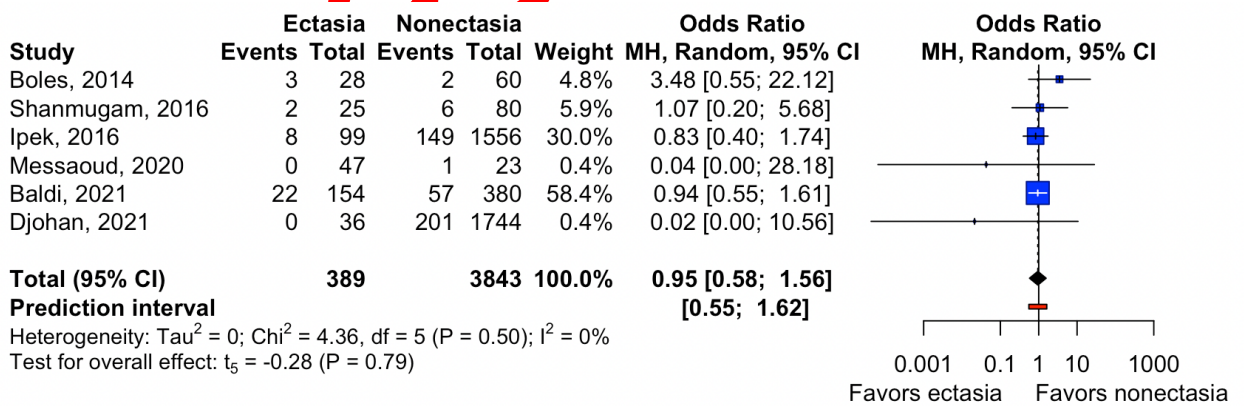 Ectasia Nonectasia Odds Ratio Odds Ratio
Study Events Total Events Total Weight MH, Random, 95% CI MH, Random, 95% CI
Boles, 2014 3 28 2 60 4.8% 3.48 [0.55; 22.12]
Shanmugam, 2016 2 25 6 80 5.9% 1.07 [0.20; 5.68]
Ipek, 2016 8 99 149 1556 30.0% 0.83 [0.40; 1.74]
Messaoud, 2020 0 47 1 23 0.4% 0.04 [0.00; 28.18]
Baldi, 2021 22 154 57 380 58.4% 0.94 [0.55; 1.61]
Djohan, 2021 0 36 201 1744 0.4% 0.02 [0.00; 10.56]
Total (95% CI) 389 3843 100.0% 0.95 [0.58; 1.56]
Prediction interval [0.55; 1.62]
Heterogeneity: Tau² = 0; Chi² = 4.36, df = 5 (P = 0.50); I² = 0%
Test for overall effect: t₅ = -0.28 (P = 0.79)
0.001 0.1 1 10 1000
Favors ectasia Favors nonectasia